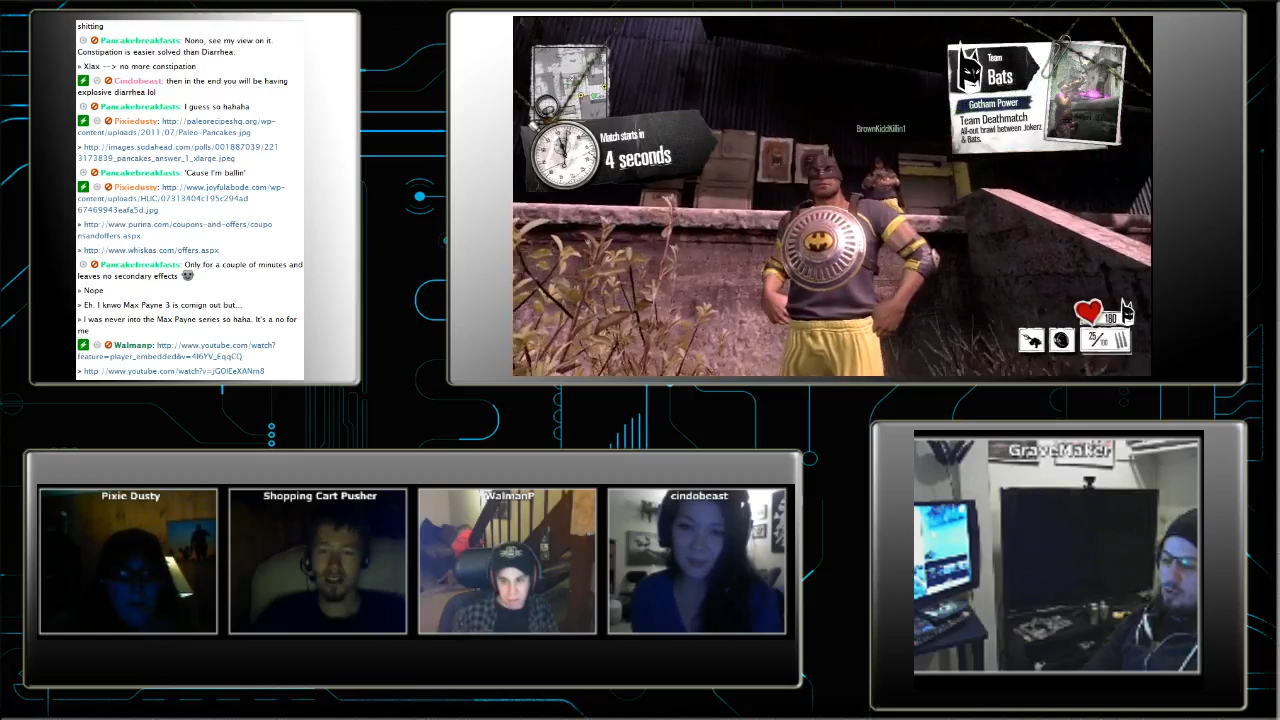 shitting
Pancakebreakfasts: Nono, see my view on it.
Constipation is easier solved than Diarrhea.
» Xlax --> no more constipation
Cindobeast: then in the end you will be having
explosive diarrhea lol
Pancakebreakfasts: I guess so hahaha
Pixiedusty: http://paleorecipeshq.org/wp-
content/uploads/2011/07/Paleo-Pancakes.jpg
» http://images.sodahead.com/polls/001887039/221
3173839_pancakes_answer_1_xlarge.jpeg
Pancakebreakfasts: 'Cause I'm ballin'
Pixiedusty: http://www.joyfulabode.com/wp-
content/uploads/HLIC/07313404c195c294ad
67469943eafa5d.jpg
» http://www.purina.com/coupons-and-offers/coupo
nsandoffers.aspx
» http://www.whiskas.com/offers.aspx
Pancakebreakfasts: Only for a couple of minutes and
leaves no secondary effects
» Nope
» Eh. I knwo Max Payne 3 is comign out but...
» I was never into the Max Payne series so haha. It's a no for
me
Walmanp: http://www.youtube.com/watch?
feature=player_embedded&v=4I6YV_EqqCQ
» http://www.youtube.com/watch?v=jGOlEeXANm8
Match starts in
4 seconds
BrownKiddKillin1
Team
Bats
Gotham Power
Team Deathmatch
All-out brawl between Jokerz
& Bats.
180
25/100
Pixie Dusty
Shopping Cart Pusher
WalmanP
cindobeast
GraveMaker